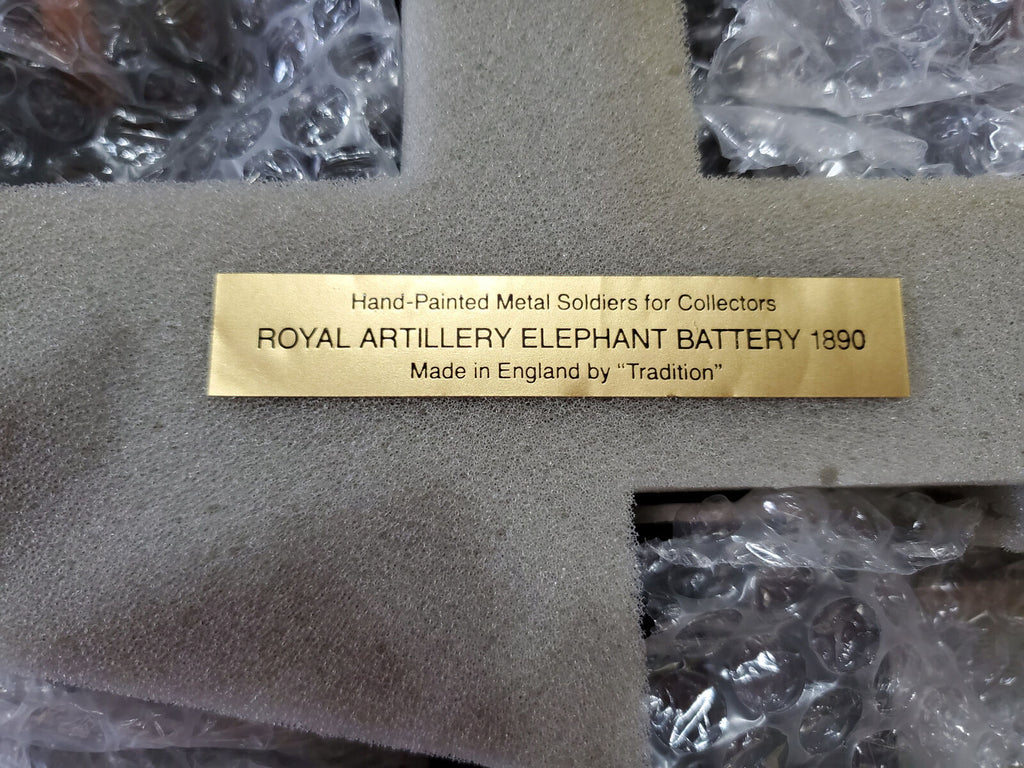 Hand-Painted Metal Soldiers for Collectors
ROYAL ARTILLERY ELEPHANT BATTERY 1890
Made in England by “Tradition”